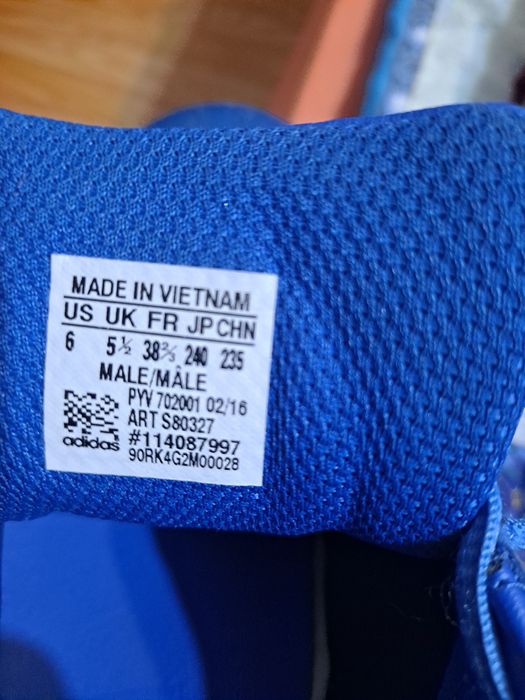 MADE IN VIETNAM
US UK FR JP CHN
6 5½ 38⅔ 240 235
MALE/MÂLE
PYV 702001 02/16
ART S80327
adidas #114087997
90RK4G2M00028